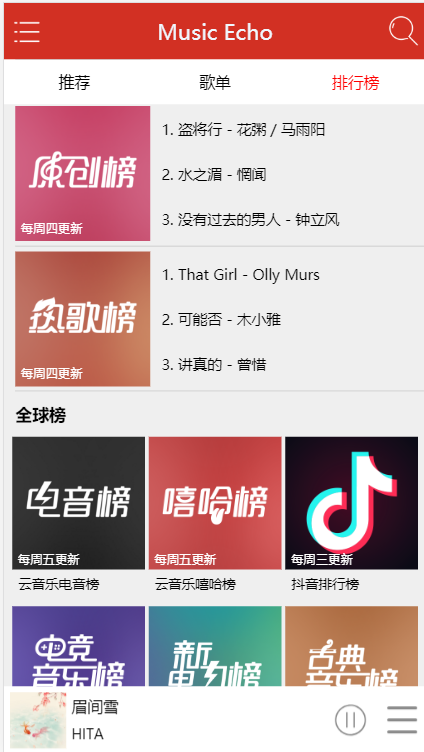 Music Echo
推荐 歌单 排行榜
原创榜
每周四更新
1. 盗将行 - 花粥 / 马雨阳
2. 水之湄 - 惘闻
3. 没有过去的男人 - 钟立风
热歌榜
每周四更新
1. That Girl - Olly Murs
2. 可能否 - 木小雅
3. 讲真的 - 曾惜
全球榜
电音榜
每周五更新
嘻哈榜
每周五更新
每周三更新
云音乐电音榜 云音乐嘻哈榜 抖音排行榜
电竞
音乐榜
新
电力榜
古典
音乐榜
眉间雪
HITA